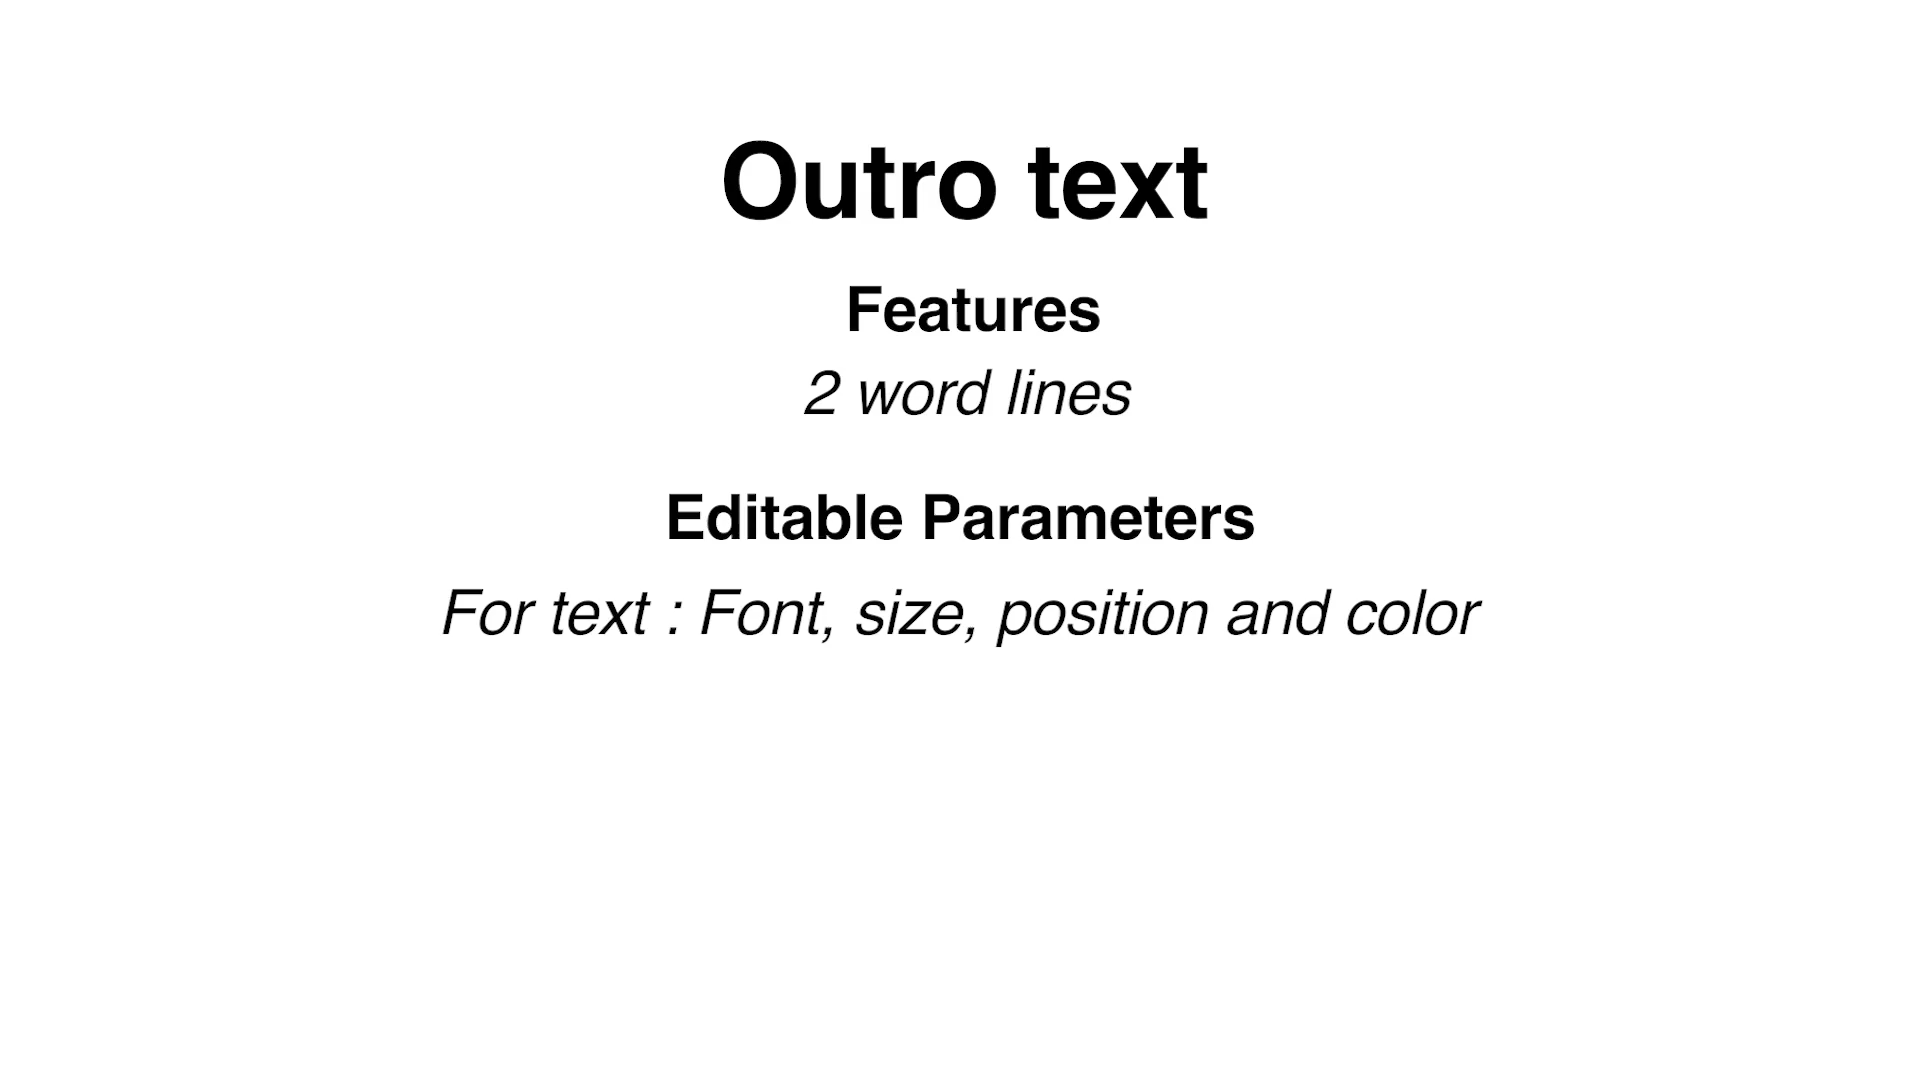 Outro text
Features
2 word lines
Editable Parameters
For text : Font, size, position and color